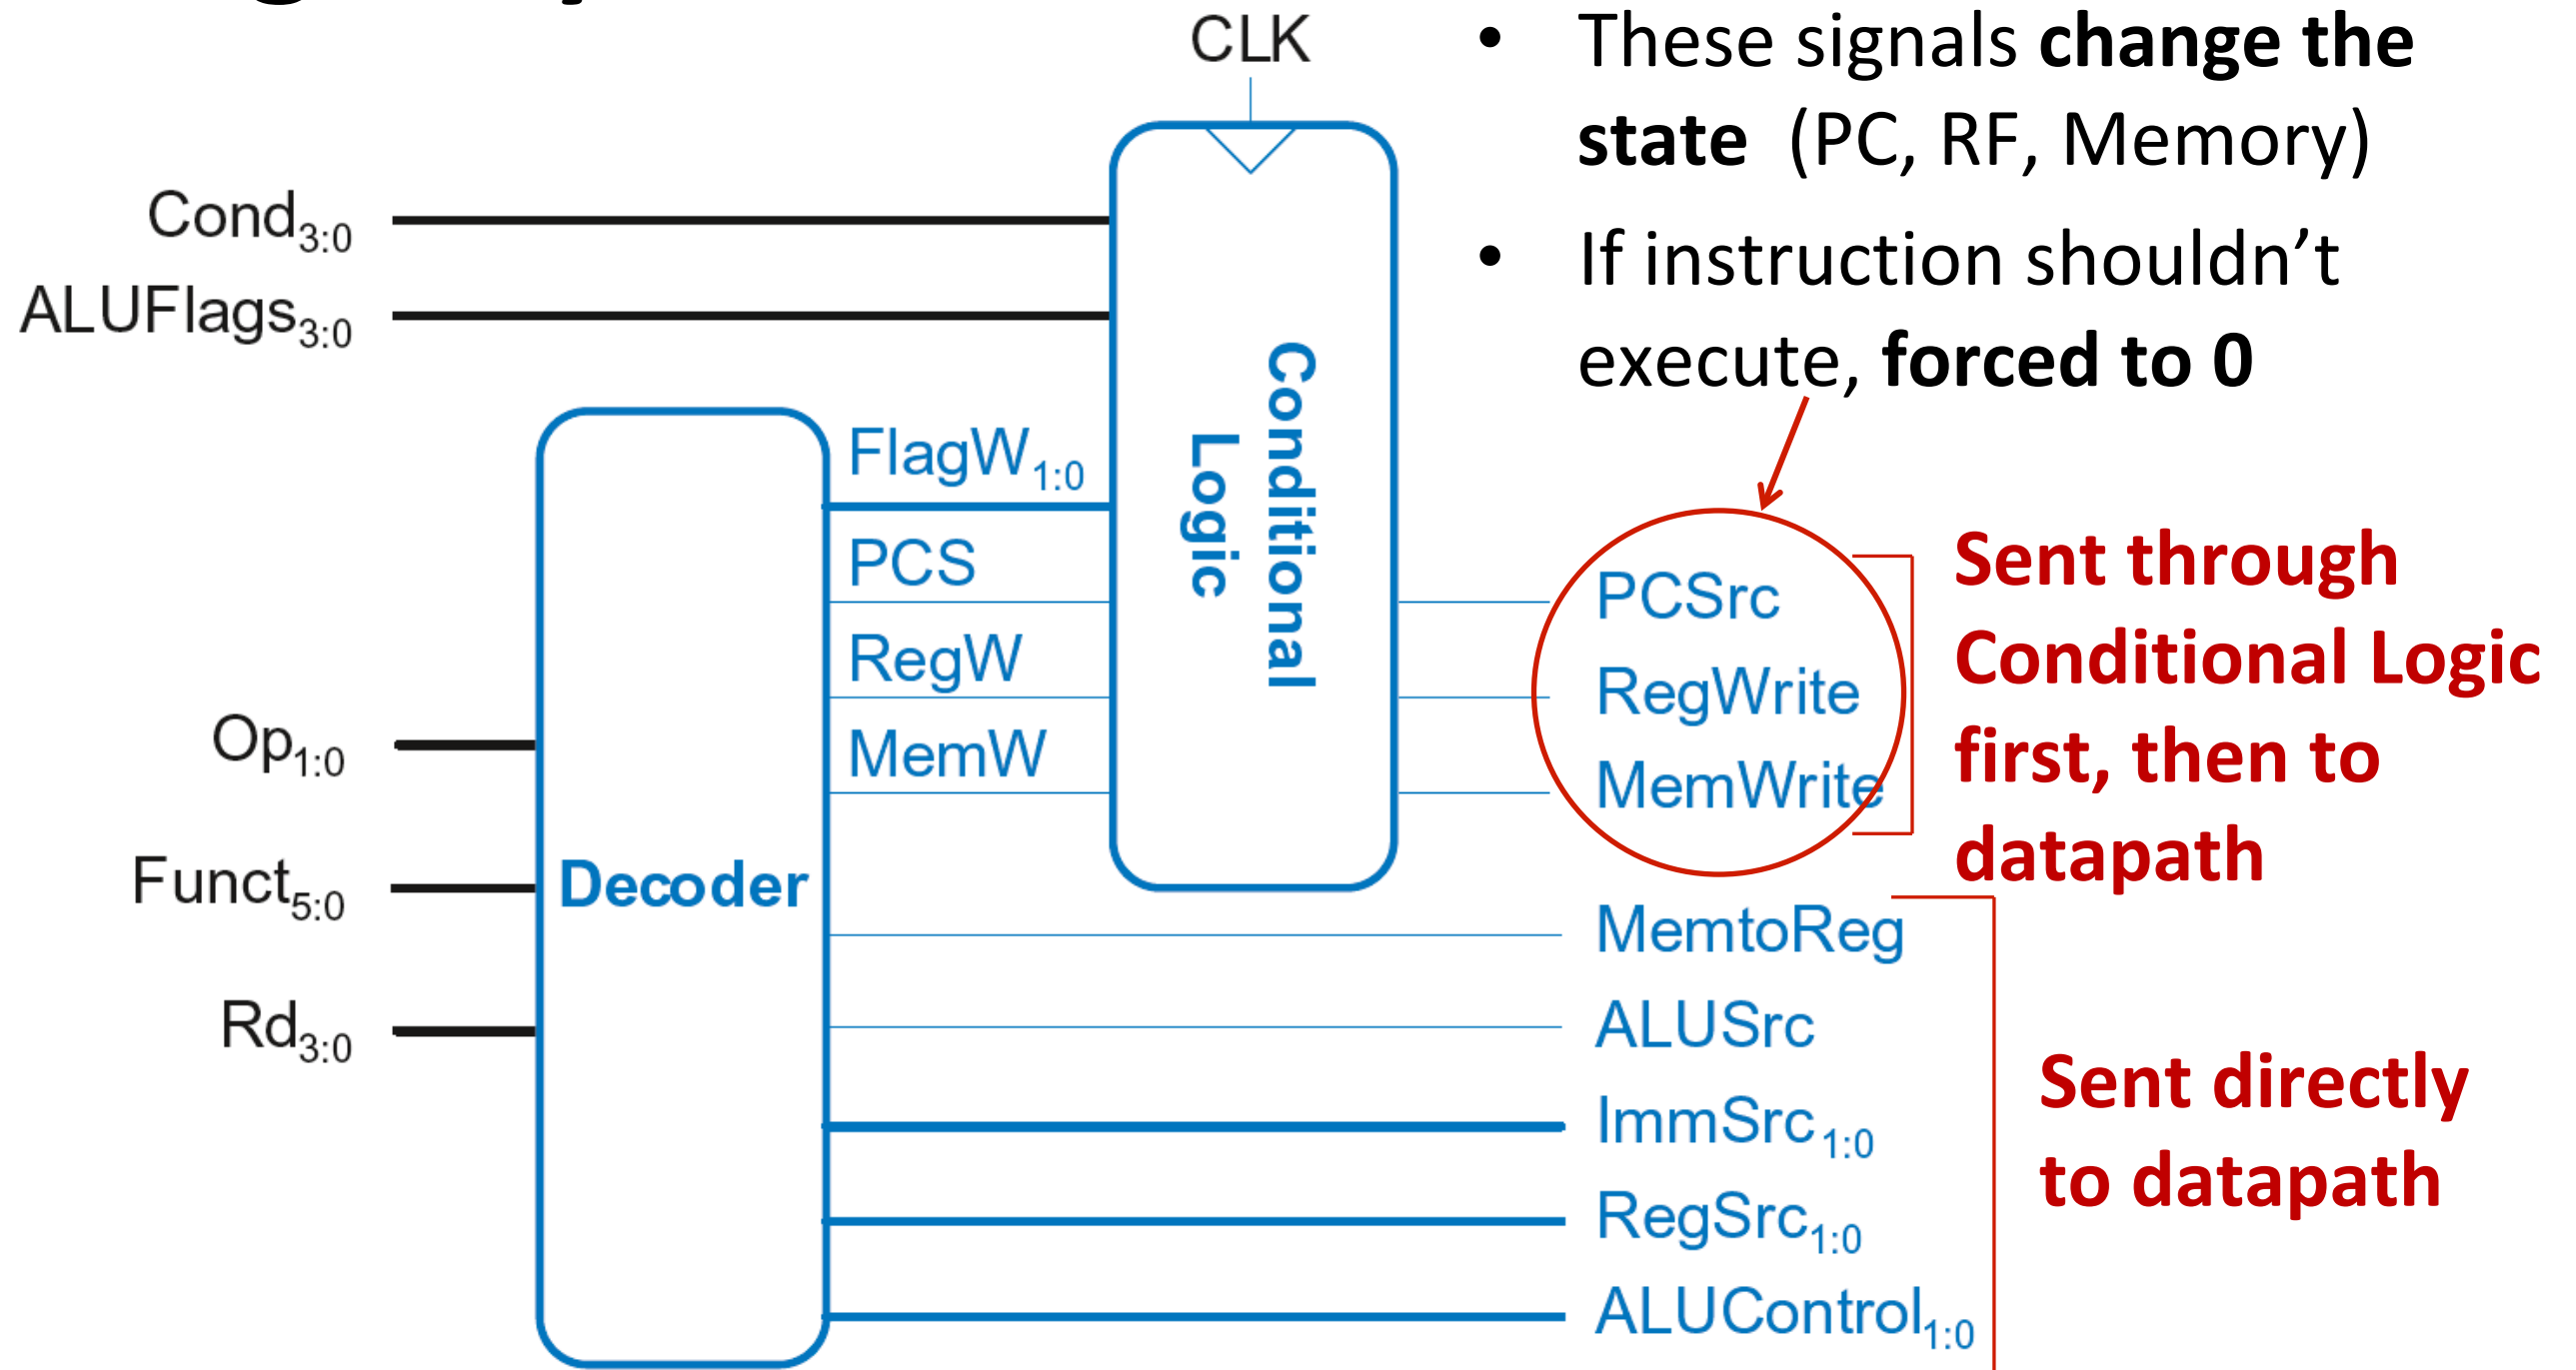 CLK
• These signals change the
state (PC, RF, Memory)
• If instruction shouldn’t
execute, forced to 0
Cond3:0
ALUFlags3:0
Conditional
Logic
FlagW1:0
PCS
RegW
MemW
PCSrc
RegWrite
MemWrite
Sent through
Conditional Logic
first, then to
datapath
Op1:0
Funct5:0
Rd3:0
Decoder
MemtoReg
ALUSrc
ImmSrc1:0
RegSrc1:0
ALUControl1:0
Sent directly
to datapath